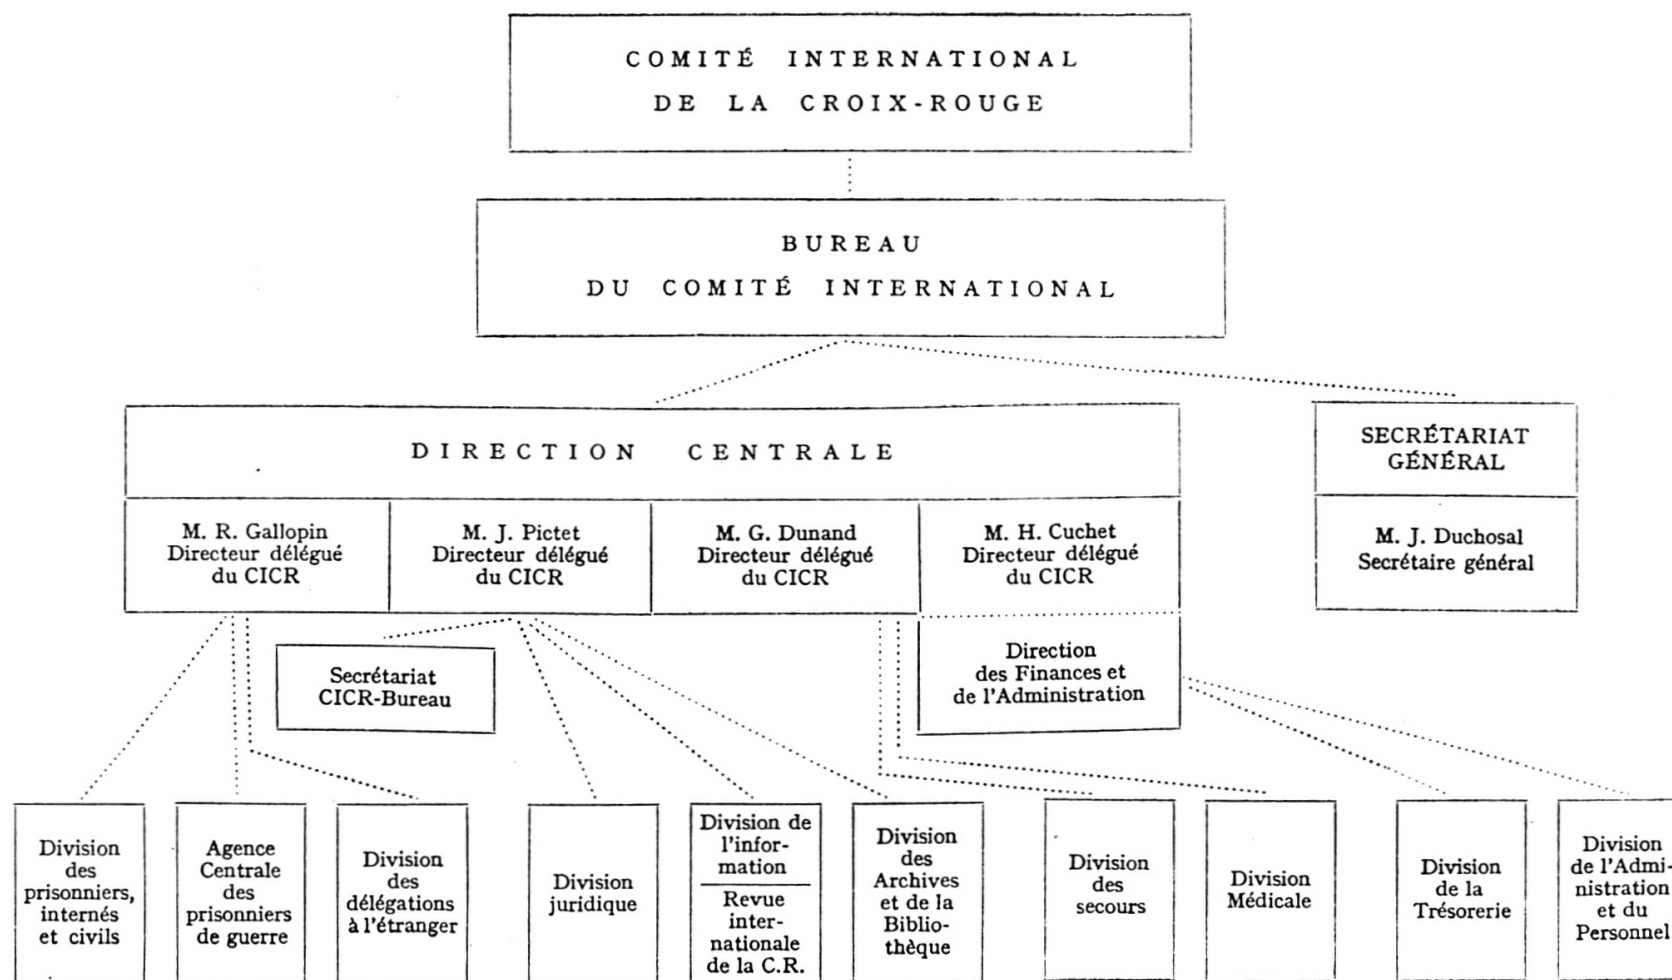 COMITÉ INTERNATIONAL
DE LA CROIX-ROUGE
BUREAU
DU COMITÉ INTERNATIONAL
DIRECTION CENTRALE
SECRÉTARIAT
GÉNÉRAL
M. R. Gallopin
Directeur délégué
du CICR
M. J. Pictet
Directeur délégué
du CICR
M. G. Dunand
Directeur délégué
du CICR
M. H. Cuchet
Directeur délégué
du CICR
M. J. Duchosal
Secrétaire général
Secrétariat
CICR-Bureau
Direction
des Finances et
de l'Administration
Division
des
prisonniers,
internés
et civils
Agence
Centrale
des
prisonniers
de guerre
Division
des
délégations
à l'étranger
Division
juridique
Division de
l'infor-
mation
Revue
inter-
nationale
de la C.R.
Division
des
Archives
et de la
Biblio-
thèque
Division
des
secours
Division
Médicale
Division
de la
Trésorerie
Division
de l'Admi-
nistration
et du
Personnel